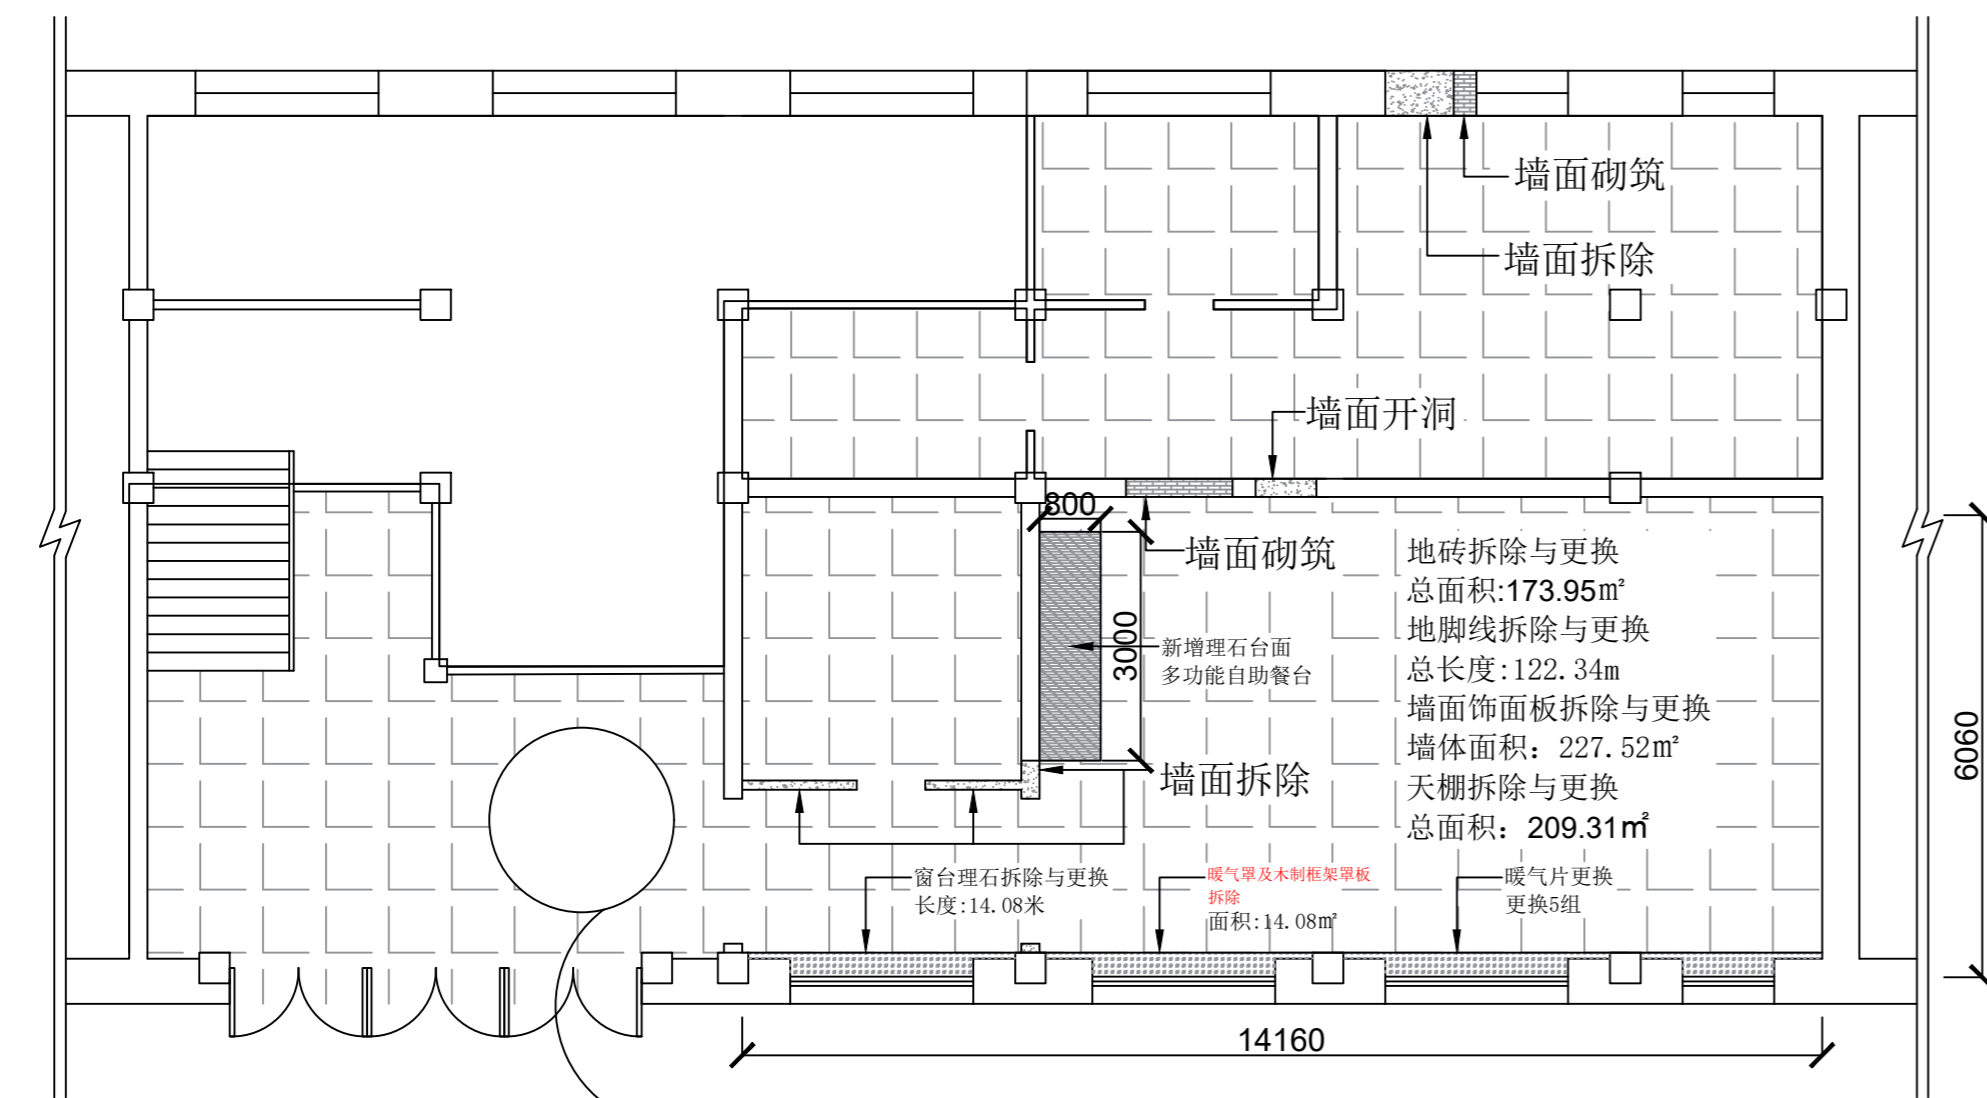 墙面砌筑
墙面拆除
墙面开洞
800
墙面砌筑
3000
新增理石台面
多功能自助餐台
墙面拆除
地砖拆除与更换
总面积:173.95㎡
地脚线拆除与更换
总长度:122.34m
墙面饰面板拆除与更换
墙体面积：227.52㎡
天棚拆除与更换
总面积：209.31㎡
6060
窗台理石拆除与更换
长度:14.08米
暖气罩及木制框架罩板
拆除
面积:14.08㎡
暖气片更换
更换5组
14160